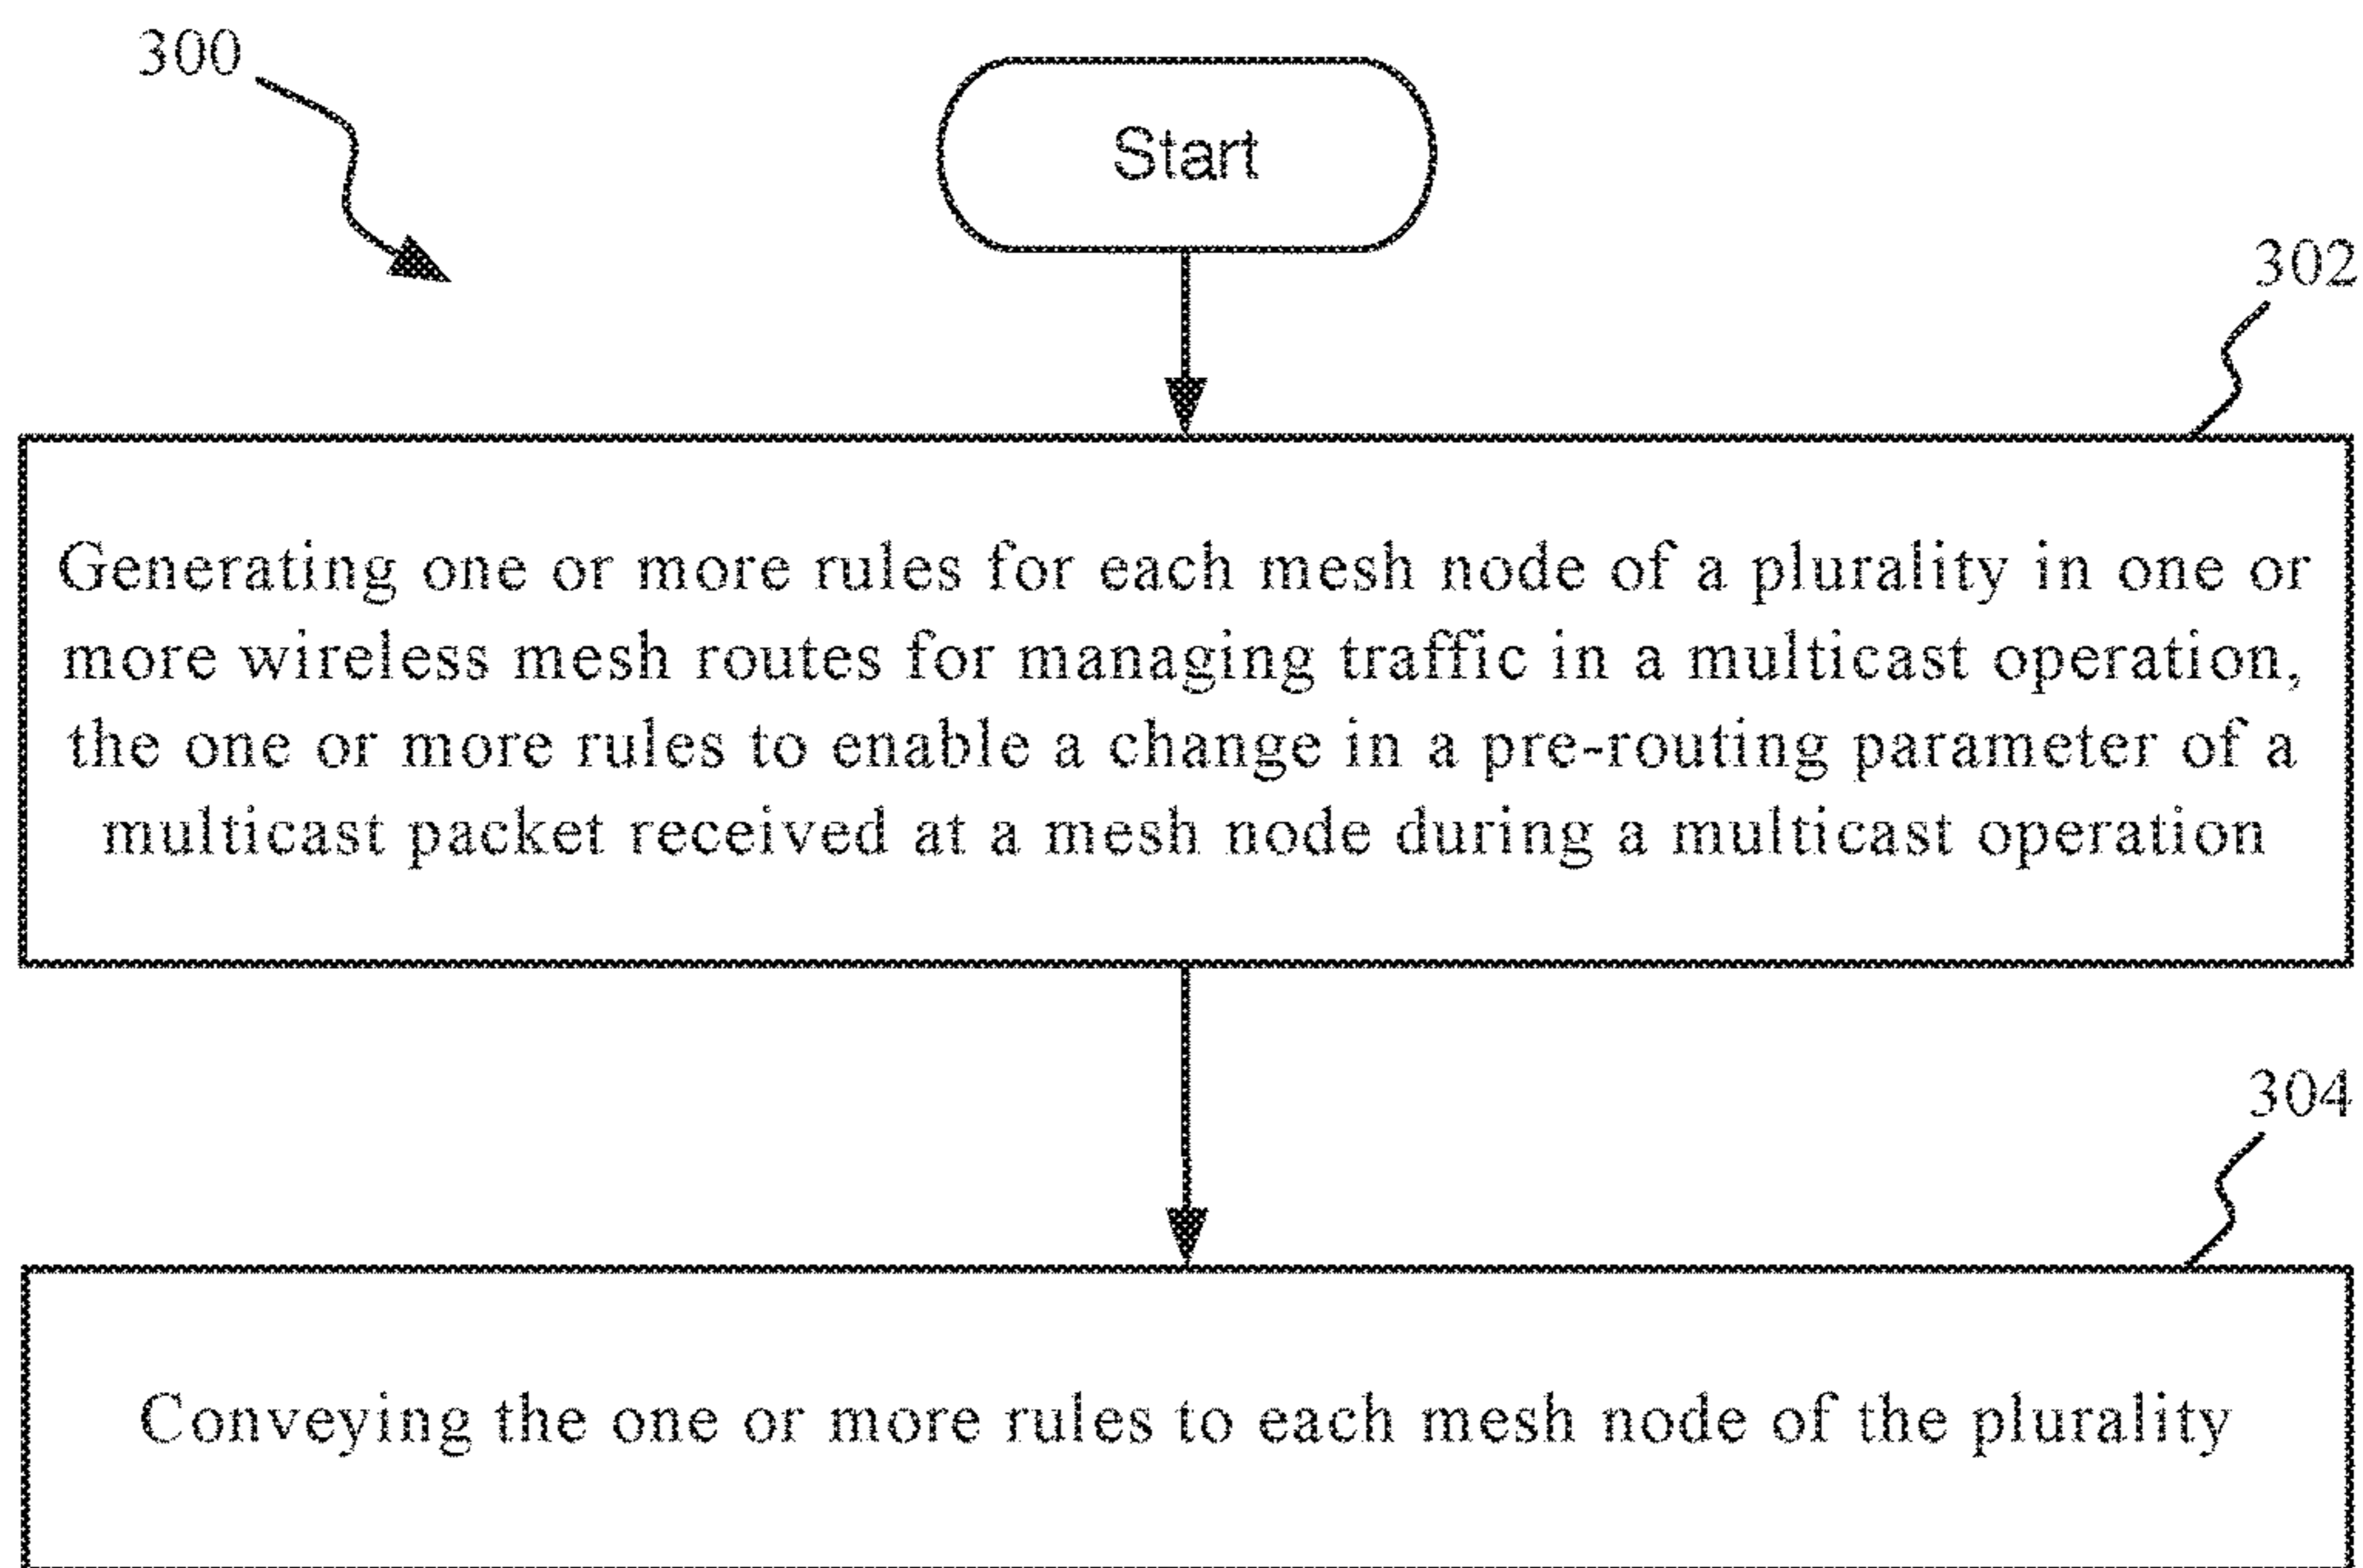 300
Start
302
Generating one or more rules for each mesh node of a plurality in one or
more wireless mesh routes for managing traffic in a multicast operation,
the one or more rules to enable a change in a pre-routing parameter of a
multicast packet received at a mesh node during a multicast operation
304
Conveying the one or more rules to each mesh node of the plurality